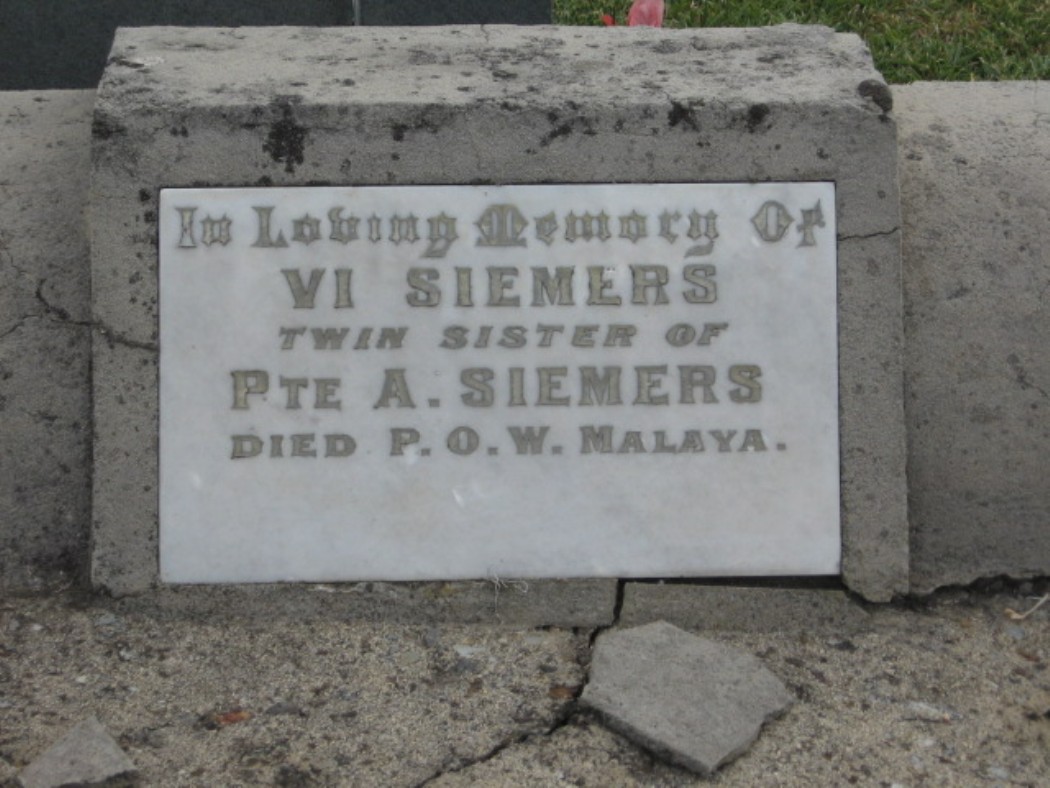 In Loving Memory Of
VI SIEMERS
TWIN SISTER OF
PTE A. SIEMERS
DIED P.O.W. MALAYA.